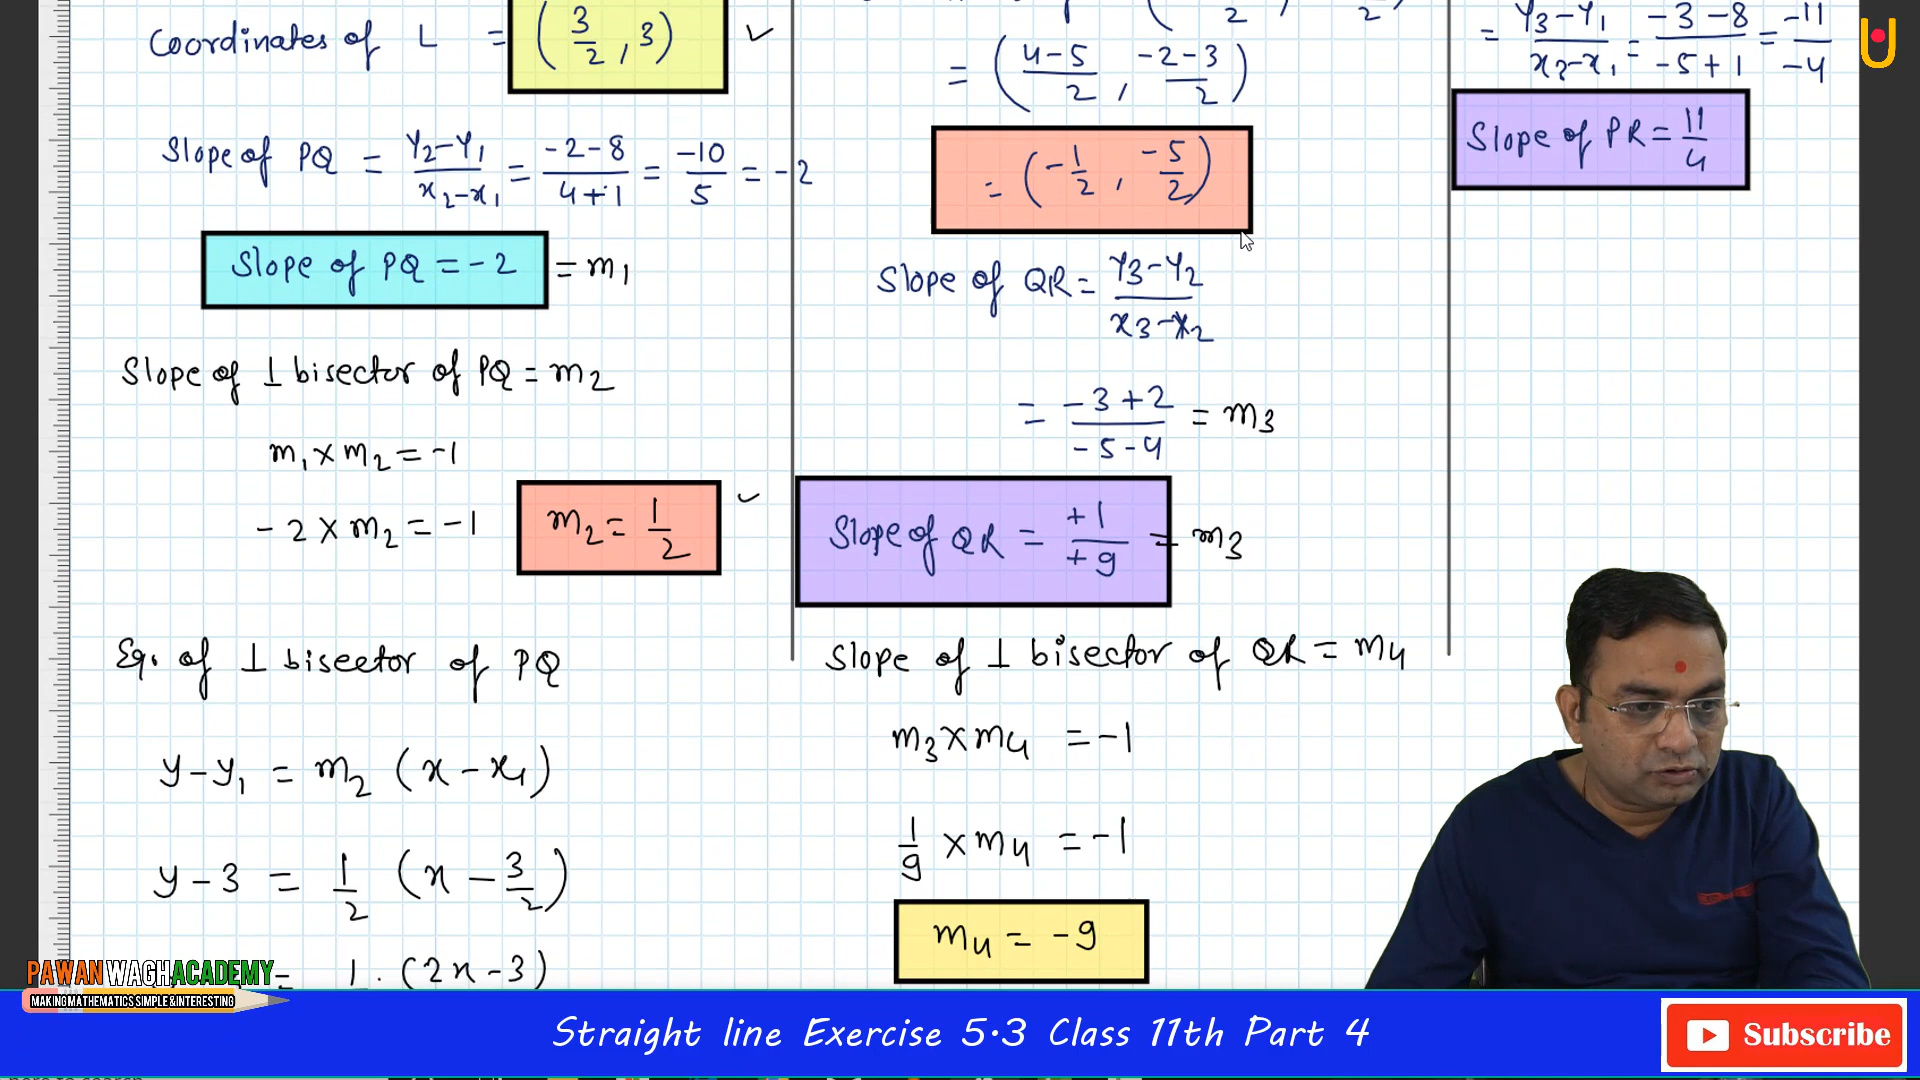 Coordinates of L = (3/2, 3) ✓
Slope of PQ = Y2-Y1/x2-x1 = -2-8/4+1 = -10/5 = -2
Slope of PQ = -2 = m1
Slope of ⊥ bisector of PQ = m2
m1 × m2 = -1
-2 × m2 = -1
m2 = 1/2 ✓
Eq. of ⊥ bisector of PQ
y-y1 = m2 (x-x1)
y-3 = 1/2 (x-3/2)
= 1 . (2x-3)
= (4-5/2, -2-3/2)
= (-1/2, -5/2)
Slope of QR = Y3-Y2/x3-x2
= -3+2/-5-4 = m3
Slope of QR = +1/+9 = m3
Slope of ⊥ bisector of QR = m4
m3 × m4 = -1
1/9 × m4 = -1
m4 = -9
= Y3-Y1/x3-x1 = -3-8/-5+1 = -11/-4
Slope of PR = 11/4
PAWAN WAGH ACADEMY
MAKING MATHEMATICS SIMPLE & INTERESTING
Straight line Exercise 5.3 Class 11th Part 4
Subscribe